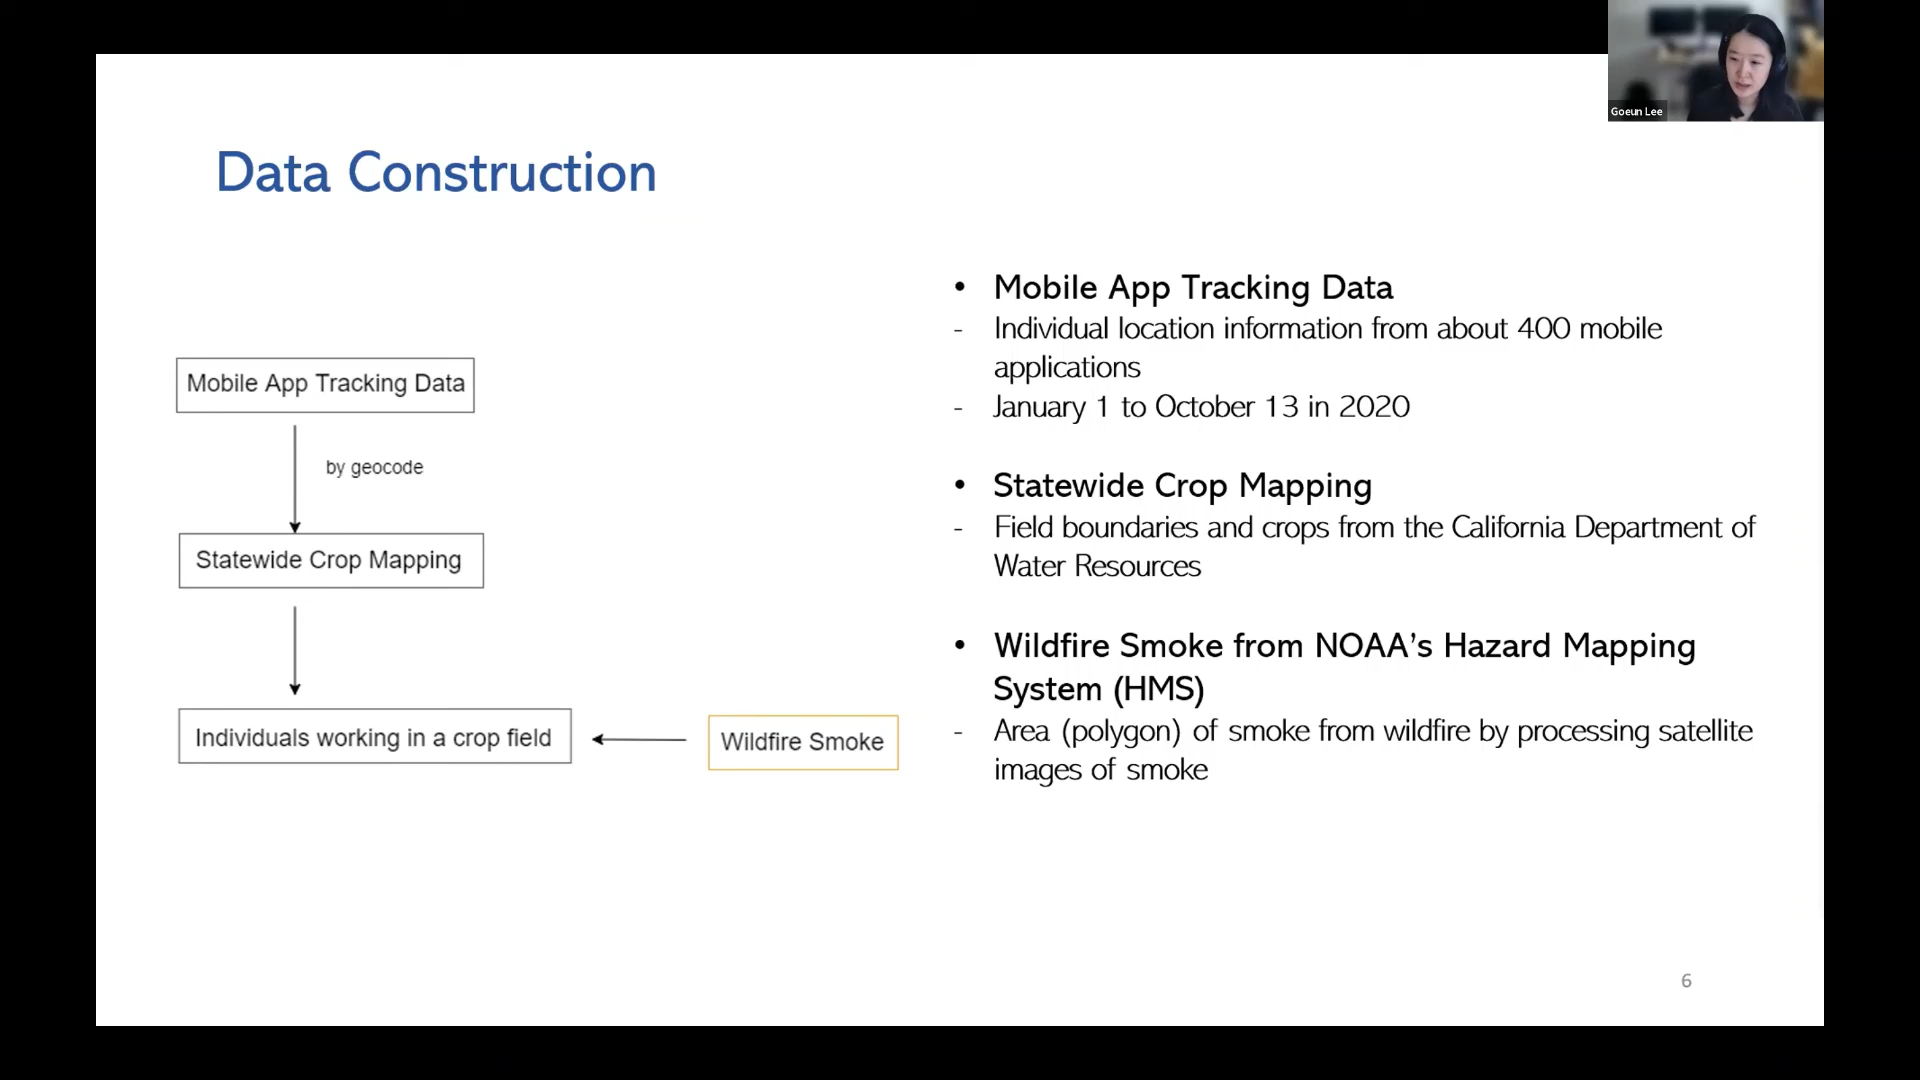 Goeun Lee
Data Construction
Mobile App Tracking Data
by geocode
Statewide Crop Mapping
Individuals working in a crop field
Wildfire Smoke
• Mobile App Tracking Data
- Individual location information from about 400 mobile
applications
- January 1 to October 13 in 2020
• Statewide Crop Mapping
- Field boundaries and crops from the California Department of
Water Resources
• Wildfire Smoke from NOAA’s Hazard Mapping
System (HMS)
- Area (polygon) of smoke from wildfire by processing satellite
images of smoke
6